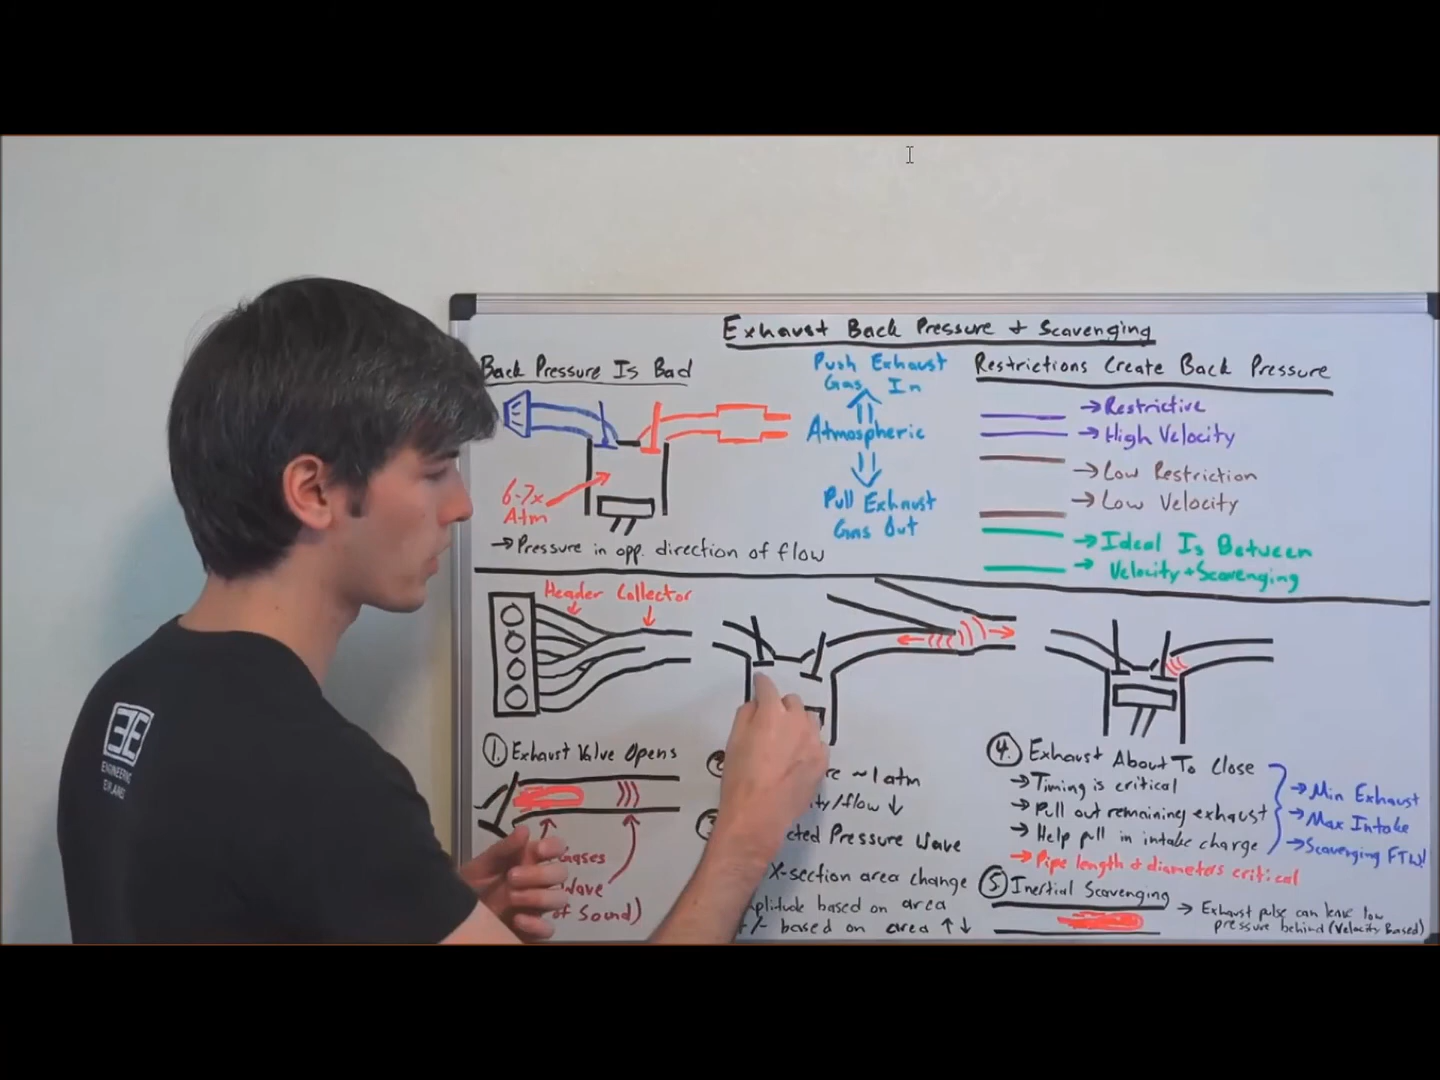 Exhaust Back Pressure + Scavenging
Back Pressure Is Bad
6-7x
Atm
→ Pressure in opp. direction of flow
Push Exhaust
Gas In
Atmospheric
Pull Exhaust
Gas Out
Restrictions Create Back Pressure
→ Restrictive
→ High Velocity
→ Low Restriction
→ Low Velocity
→ Ideal Is Between
→ Velocity + Scavenging
Header Collector
1. Exhaust Valve Opens
Gases
Wave
of Sound)
~1 atm
/flow ↓
Pressure Wave
X-section area change
based on area
+/- based on area ↑↓
4. Exhaust About To Close
→ Timing is critical
→ Pull out remaining exhaust
→ Help pull in intake charge
→ Pipe length & diameters critical
→ Min Exhaust
→ Max Intake
→ Scavenging FTW!
5. Inertial Scavenging
→ Exhaust pulse can leave low
pressure behind (Velocity Based)
ENGINEERING
EXPLAINED